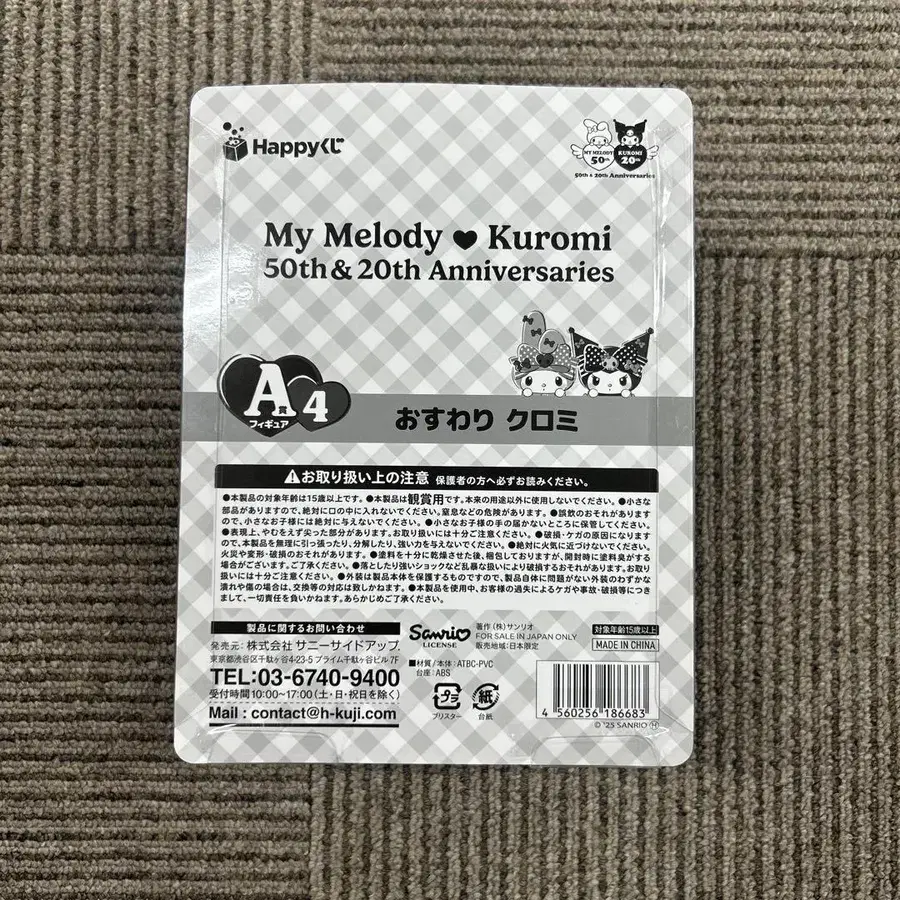 Happyくじ
MY MELODY 50th KUROMI 20th
50th & 20th Anniversaries
My Melody ♥ Kuromi
50th & 20th Anniversaries
A賞 フィギュア 4
おすわり クロミ
⚠お取り扱い上の注意 保護者の方へ必ずお読みください。
●本製品の対象年齢は15歳以上です。●本製品は観賞用です。本来の用途以外に使用しないでください。●小さな
部品がありますので、絶対に口の中に入れないでください。窒息などの危険があります。●誤飲のおそれがありますの
で、小さなお子様には絶対に与えないでください。●小さなお子様の手の届かないところに保管してください。
●表現上、やむをえず尖った部分があります。お取り扱いには十分ご注意ください。●破損・ケガの原因になります
ので、本製品を無理に引っ張ったり、分解したり、強い力を与えないでください。●絶対に火気に近づけないでください。
火災や変形・破損のおそれがあります。●塗料を十分に乾燥させた後、梱包しておりますが、開封時に塗料臭がする
場合がございます。ご了承ください。●落としたり強いショックなど乱暴な扱いにより破損するおそれがあります。お取り
扱いには十分ご注意ください。●外装は製品本体を保護するものですので、製品自体に問題がない外装のわずかな
潰れや傷の場合は、交換等の対応は致しかねます。●本製品を使用中、お客様の過失によるケガや事故・破損等につき
まして、一切責任を負いかねます。あらかじめご了承ください。
製品に関するお問い合わせ
発売元:株式会社 サニーサイドアップ
東京都渋谷区千駄ヶ谷4-23-5 プライム千駄ヶ谷ビル 7F
TEL:03-6740-9400
受付時間10:00~17:00(土・日・祝日を除く)
Mail : contact@h-kuji.com
Sanrio
LICENSE
著作 (株)サンリオ
FOR SALE IN JAPAN ONLY
販売地域:日本限定
対象年齢15歳以上
MADE IN CHINA
■材質/本体:ATBC-PVC
台座:ABS
プラ
ブリスター
紙
台紙
4 560256 186683
© '25 SANRIO Ⓗ